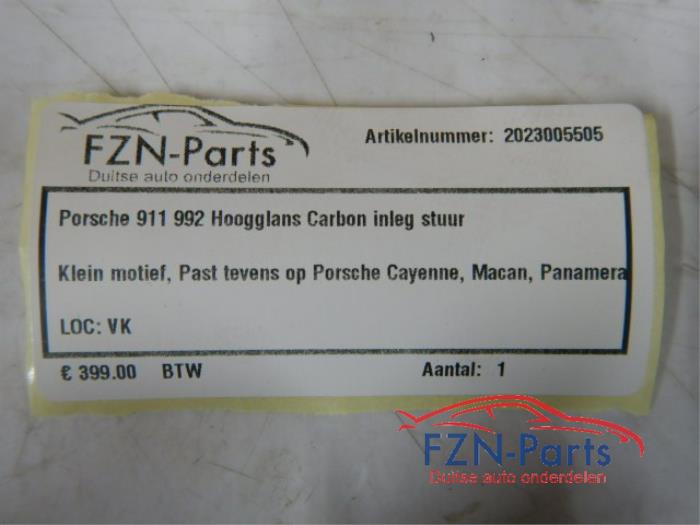 FZN-Parts
Duitse auto onderdelen
Artikelnummer: 2023005505
Porsche 911 992 Hoogglans Carbon inleg stuur
Klein motief, Past tevens op Porsche Cayenne, Macan, Panamera
LOC: VK
€ 399.00 BTW Aantal: 1
FZN-Parts
Duitse auto onderdelen